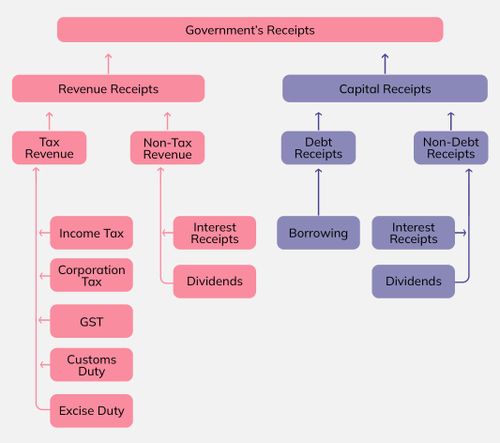 Government's Receipts
Revenue Receipts
Capital Receipts
Tax
Revenue
Non-Tax
Revenue
Debt
Receipts
Non-Debt
Receipts
Income Tax
Interest
Receipts
Borrowing
Interest
Receipts
Corporation
Tax
Dividends
Dividends
GST
Customs
Duty
Excise Duty